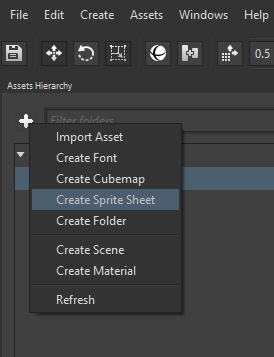 File Edit Create Assets Windows Help
0.5
Assets Hierarchy
Filter folders
Import Asset
Create Font
Create Cubemap
Create Sprite Sheet
Create Folder
Create Scene
Create Material
Refresh